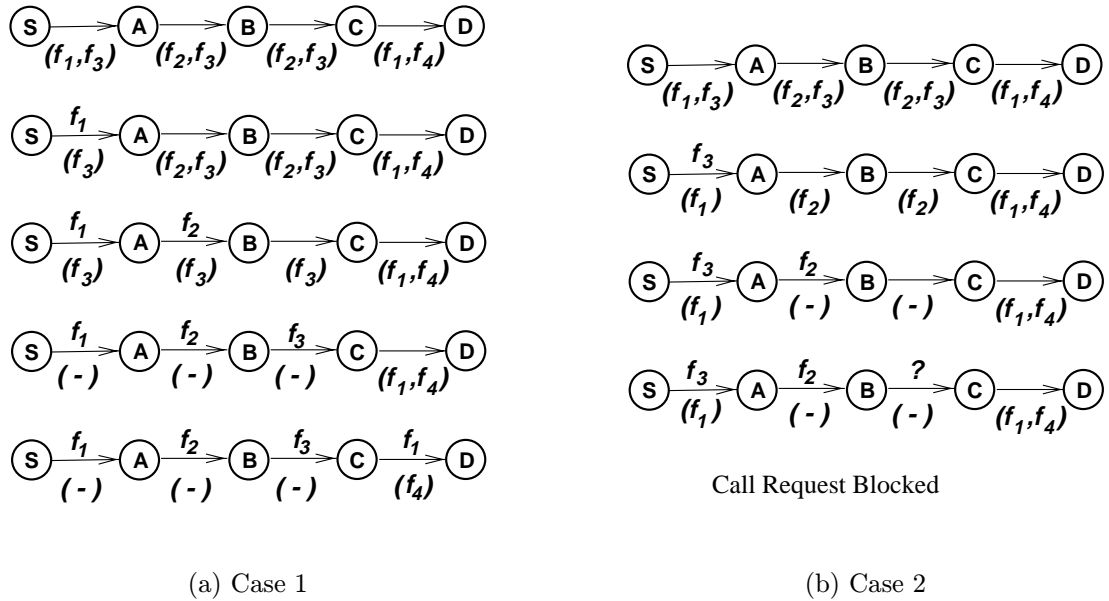 S A B C D
(f1,f3) (f2,f3) (f2,f3) (f1,f4)
f1
S A B C D
(f3) (f2,f3) (f2,f3) (f1,f4)
f1 f2
S A B C D
(f3) (f3) (f3) (f1,f4)
f1 f2 f3
S A B C D
(-) (-) (-) (f1,f4)
f1 f2 f3 f1
S A B C D
(-) (-) (-) (f4)
(a) Case 1
S A B C D
(f1,f3) (f2,f3) (f2,f3) (f1,f4)
f3
S A B C D
(f1) (f2) (f2) (f1,f4)
f3 f2
S A B C D
(f1) (-) (-) (f1,f4)
f3 f2 ?
S A B C D
(f1) (-) (-) (f1,f4)
Call Request Blocked
(b) Case 2